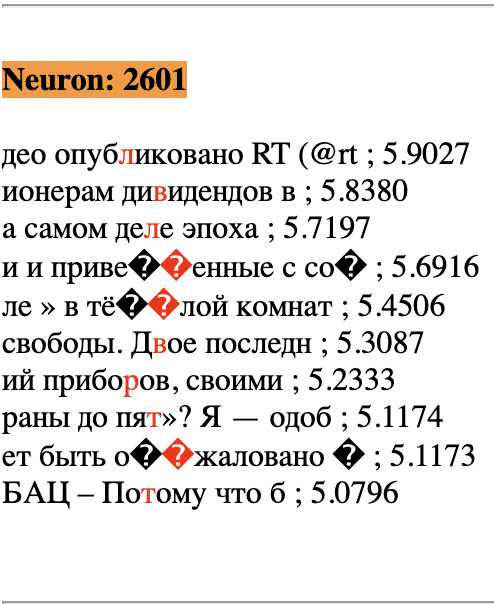 Neuron: 2601
део опубликовано RT (@rt ; 5.9027
ионерам дивидендов в ; 5.8380
а самом деле эпоха ; 5.7197
и и приве��енные с со� ; 5.6916
ле » в тё��лой комнат ; 5.4506
свободы. Двое последн ; 5.3087
ий приборов, своими ; 5.2333
раны до пят»? Я — одоб ; 5.1174
ет быть о��жаловано � ; 5.1173
БАЦ – Потому что б ; 5.0796